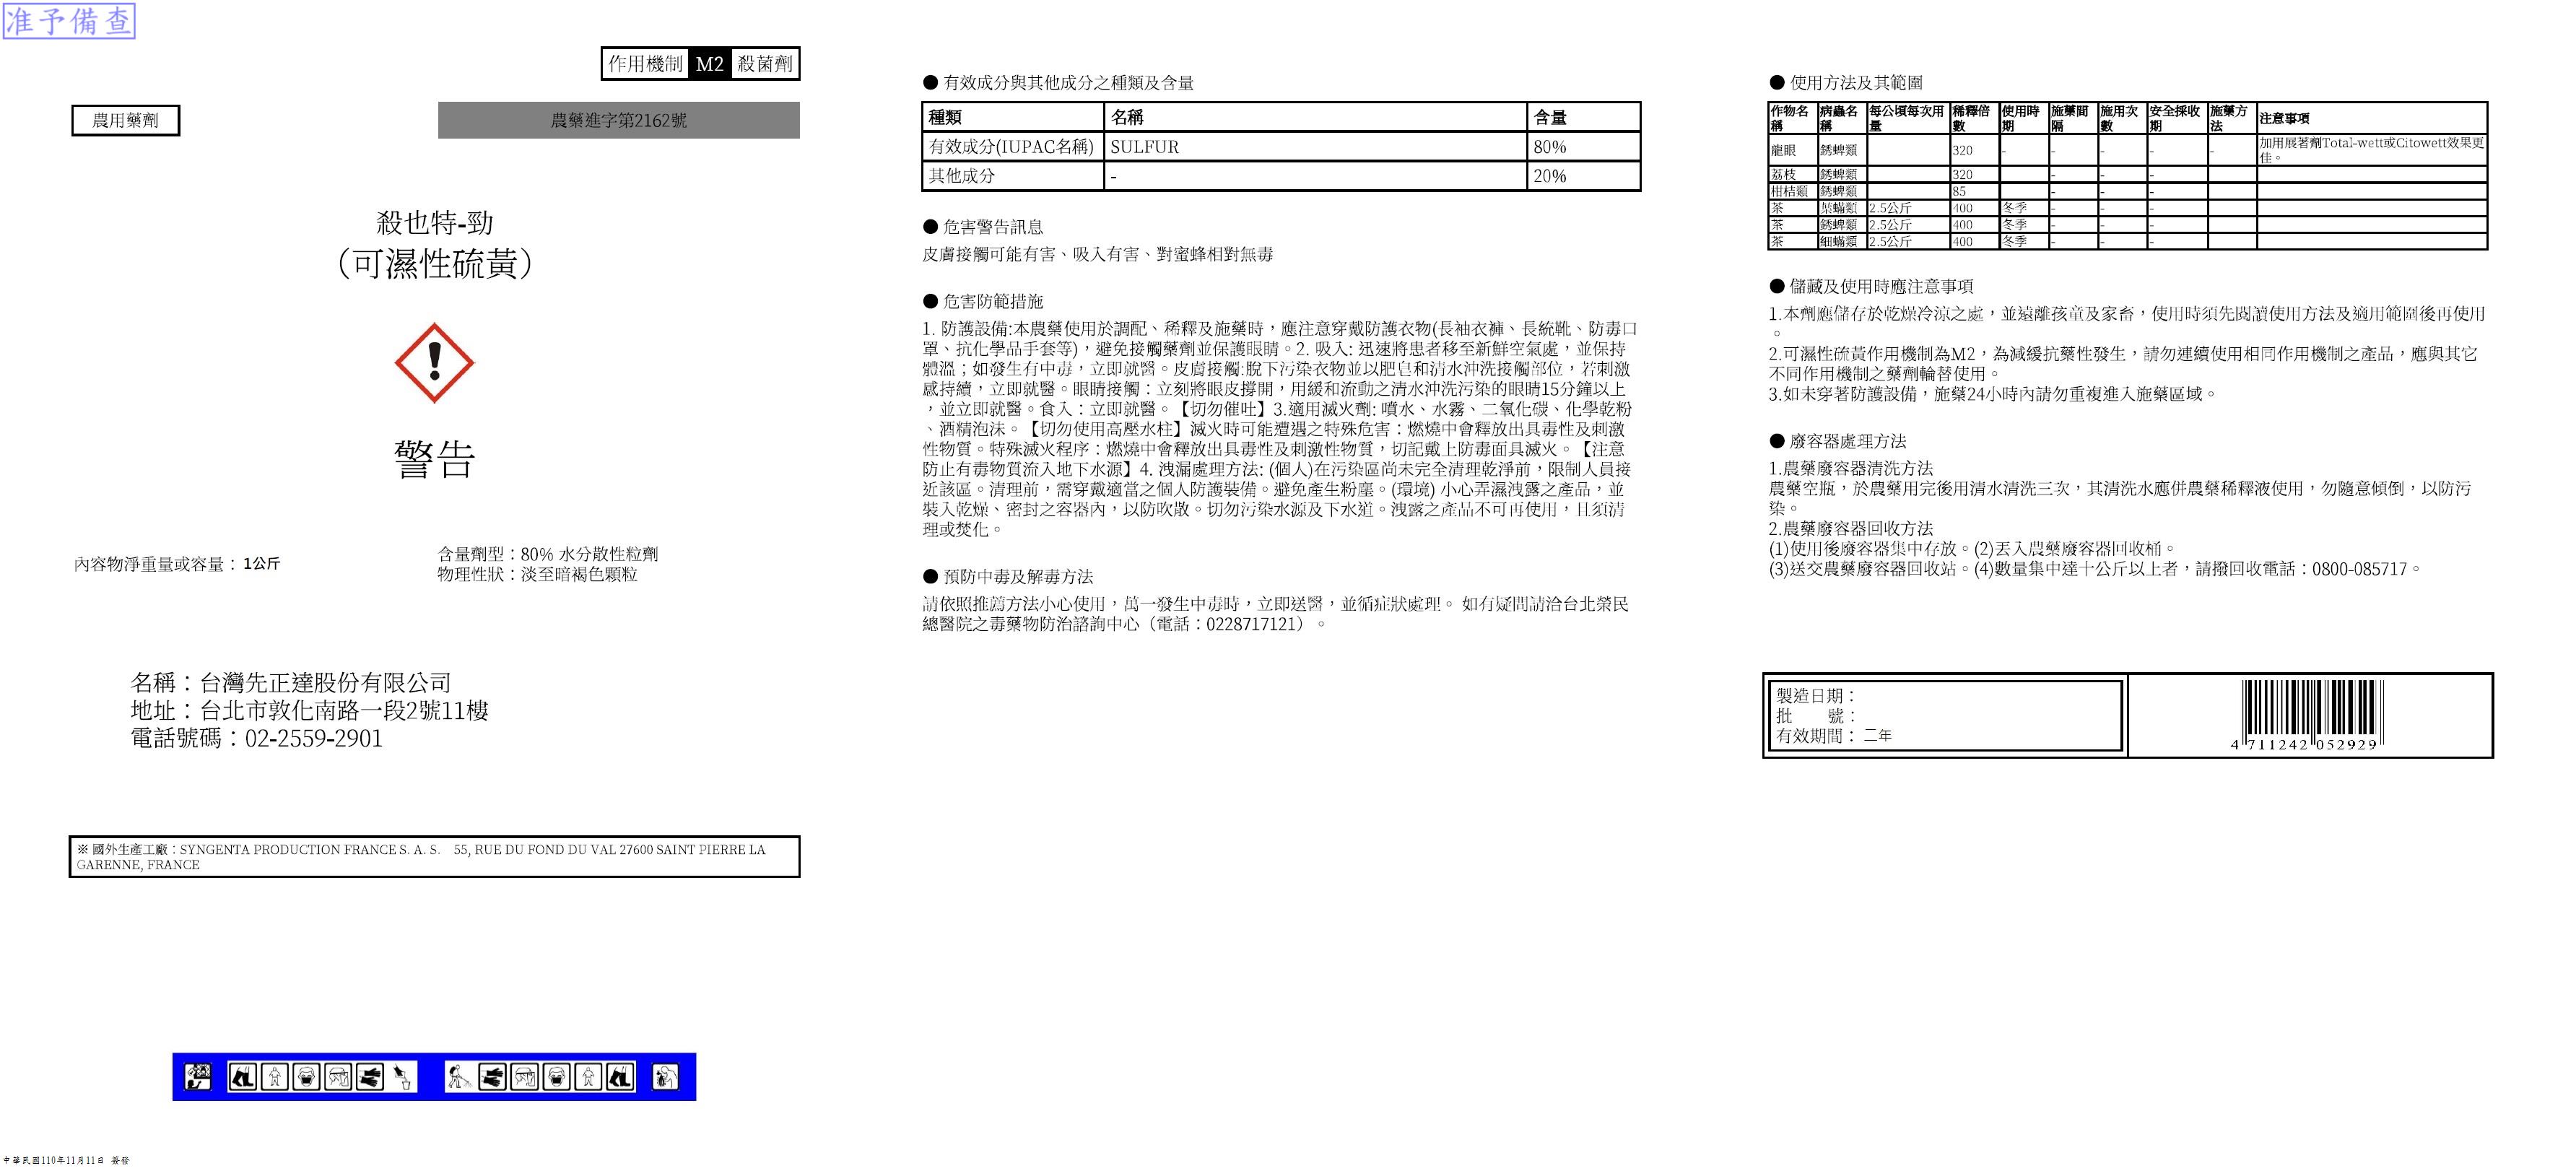 准予備查
作用機制 M2 殺菌劑
農用藥劑
農藥進字第2162號
殺也特-勁
（可濕性硫黃）
警告
內容物淨重量或容量：1公斤
含量劑型：80% 水分散性粒劑
物理性狀：淡至暗褐色顆粒
名稱：台灣先正達股份有限公司
地址：台北市敦化南路一段2號11樓
電話號碼：02-2559-2901
※ 國外生產工廠：SYNGENTA PRODUCTION FRANCE S. A. S. 55, RUE DU FOND DU VAL 27600 SAINT PIERRE LA
GARENNE, FRANCE
中華民國110年11月11日 簽發
● 有效成分與其他成分之種類及含量
種類 名稱 含量
有效成分(IUPAC名稱) SULFUR 80%
其他成分 - 20%
● 危害警告訊息
皮膚接觸可能有害、吸入有害、對蜜蜂相對無毒
● 危害防範措施
1. 防護設備:本農藥使用於調配、稀釋及施藥時，應注意穿戴防護衣物(長袖衣褲、長統靴、防毒口
罩、抗化學品手套等)，避免接觸藥劑並保護眼睛。2. 吸入: 迅速將患者移至新鮮空氣處，並保持
體溫；如發生有中毒，立即就醫。皮膚接觸:脫下污染衣物並以肥皂和清水沖洗接觸部位，若刺激
感持續，立即就醫。眼睛接觸：立刻將眼皮撐開，用緩和流動之清水沖洗污染的眼睛15分鐘以上
，並立即就醫。食入：立即就醫。【切勿催吐】3.適用滅火劑: 噴水、水霧、二氧化碳、化學乾粉
、酒精泡沫。【切勿使用高壓水柱】滅火時可能遭遇之特殊危害：燃燒中會釋放出具毒性及刺激
性物質。特殊滅火程序：燃燒中會釋放出具毒性及刺激性物質，切記戴上防毒面具滅火。【注意
防止有毒物質流入地下水源】4. 洩漏處理方法: (個人)在污染區尚未完全清理乾淨前，限制人員接
近該區。清理前，需穿戴適當之個人防護裝備。避免產生粉塵。(環境) 小心弄濕洩露之產品，並
裝入乾燥、密封之容器內，以防吹散。切勿污染水源及下水道。洩露之產品不可再使用，且須清
理或焚化。
● 預防中毒及解毒方法
請依照推薦方法小心使用，萬一發生中毒時，立即送醫，並循症狀處理。 如有疑問請洽台北榮民
總醫院之毒藥物防治諮詢中心（電話：0228717121）。
● 使用方法及其範圍
作物名稱 病蟲名稱 每公頃每次用量 稀釋倍數 使用時期 施藥間隔 施用次數 安全採收期 施藥方法 注意事項
龍眼 銹蜱類 320 - - - - - 加用展著劑Total-wett或Citowett效果更佳。
荔枝 銹蜱類 320 - - -
柑桔類 銹蜱類 85 - - -
茶 葉蟎類 2.5公斤 400 冬季 - - -
茶 銹蜱類 2.5公斤 400 冬季 - - -
茶 細蟎類 2.5公斤 400 冬季 - - -
● 儲藏及使用時應注意事項
1.本劑應儲存於乾燥冷涼之處，並遠離孩童及家畜，使用時須先閱讀使用方法及適用範圍後再使用
。
2.可濕性硫黃作用機制為M2，為減緩抗藥性發生，請勿連續使用相同作用機制之產品，應與其它
不同作用機制之藥劑輪替使用。
3.如未穿著防護設備，施藥24小時內請勿重複進入施藥區域。
● 廢容器處理方法
1.農藥廢容器清洗方法
農藥空瓶，於農藥用完後用清水清洗三次，其清洗水應併農藥稀釋液使用，勿隨意傾倒，以防污
染。
2.農藥廢容器回收方法
(1)使用後廢容器集中存放。(2)丟入農藥廢容器回收桶。
(3)送交農藥廢容器回收站。(4)數量集中達十公斤以上者，請撥回收電話：0800-085717。
製造日期：
批 號：
有效期間：二年
4 711242 052929